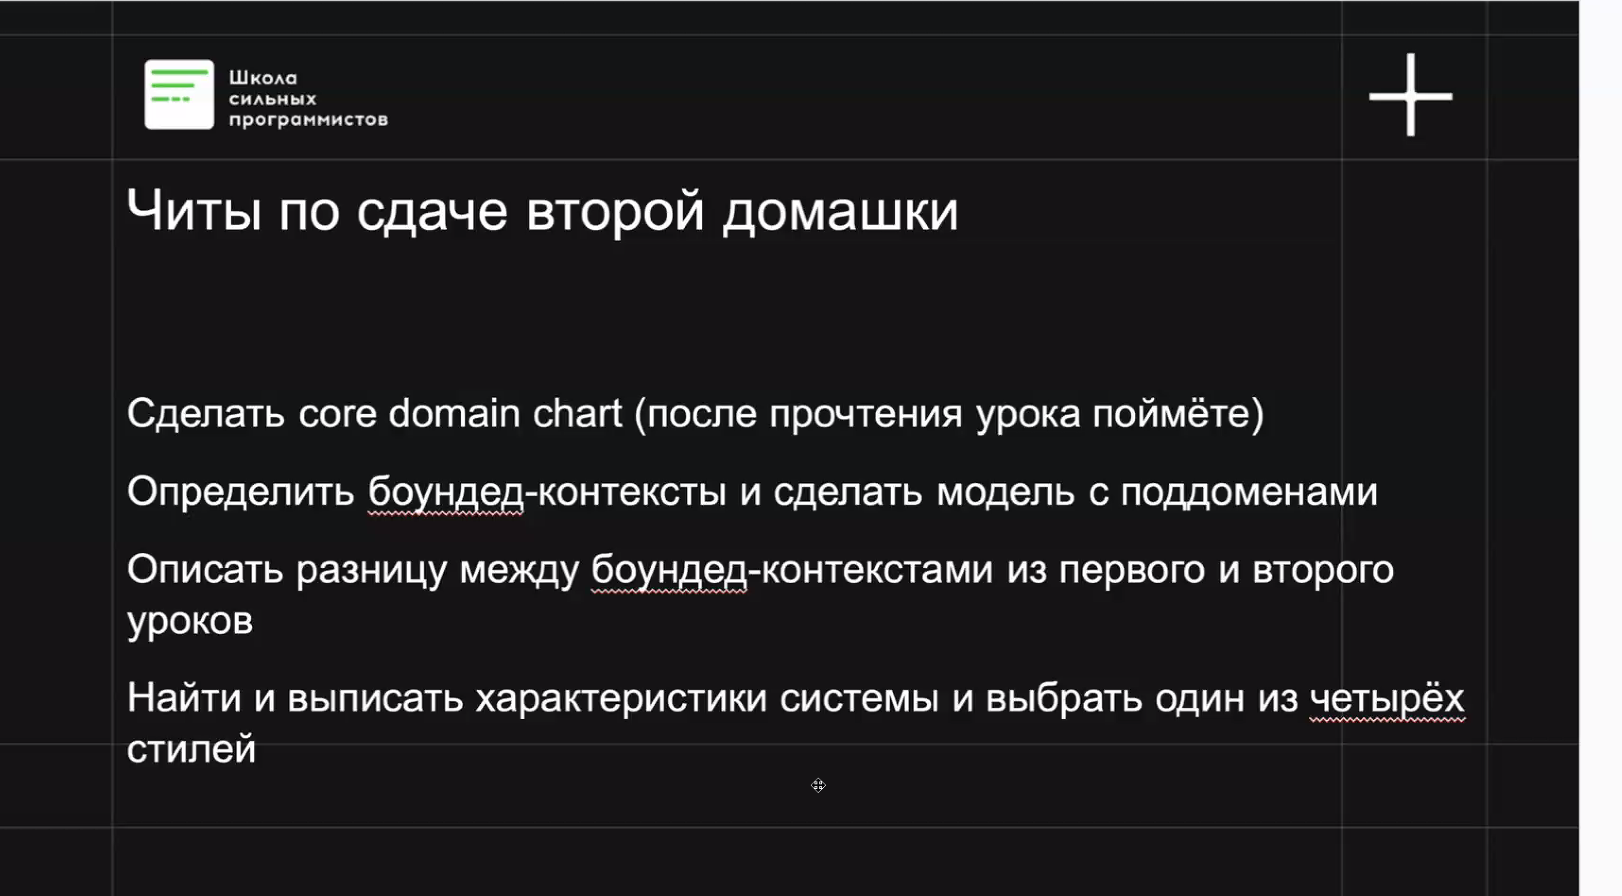 Школа
сильных
программистов
Читы по сдаче второй домашки
Сделать core domain chart (после прочтения урока поймёте)
Определить боундед-контексты и сделать модель с поддоменами
Описать разницу между боундед-контекстами из первого и второго
уроков
Найти и выписать характеристики системы и выбрать один из четырёх
стилей